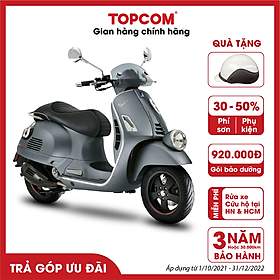 TOPCOM®
Gian hàng chính hãng
QUÀ TẶNG
30 - 50%
Phí sơn
Phụ kiện
920.000Đ
Gói bảo dưỡng
MIỄN PHÍ
Rửa xe
Cứu hộ tại
HN & HCM
3 NĂM
Hoặc 30.000km
BẢO HÀNH
TRẢ GÓP ƯU ĐÃI
Áp dụng từ 1/10/2021 - 31/12/2022